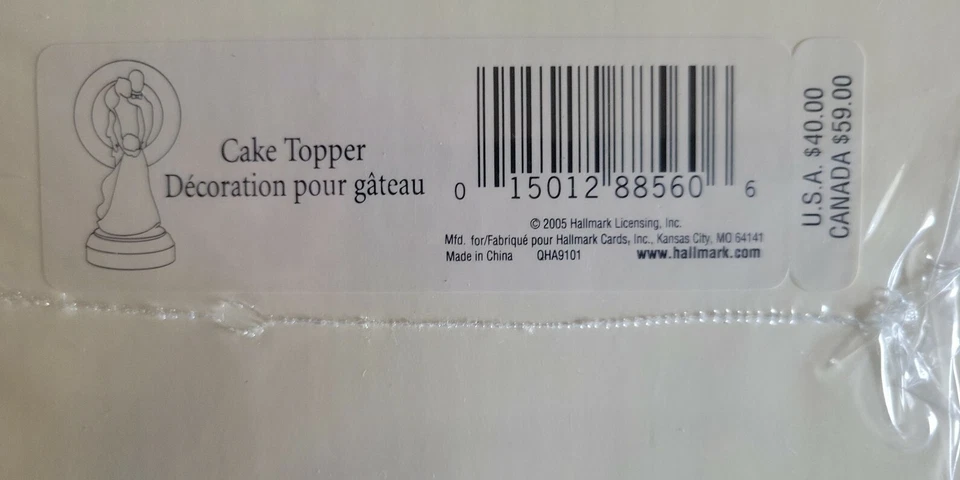 Cake Topper
Décoration pour gâteau
0 15012 88560 6
© 2005 Hallmark Licensing, Inc.
Mfd. for/Fabriqué pour Hallmark Cards, Inc., Kansas City, MO 64141
Made in China QHA9101 www.hallmark.com
U.S.A. $40.00
CANADA $59.00